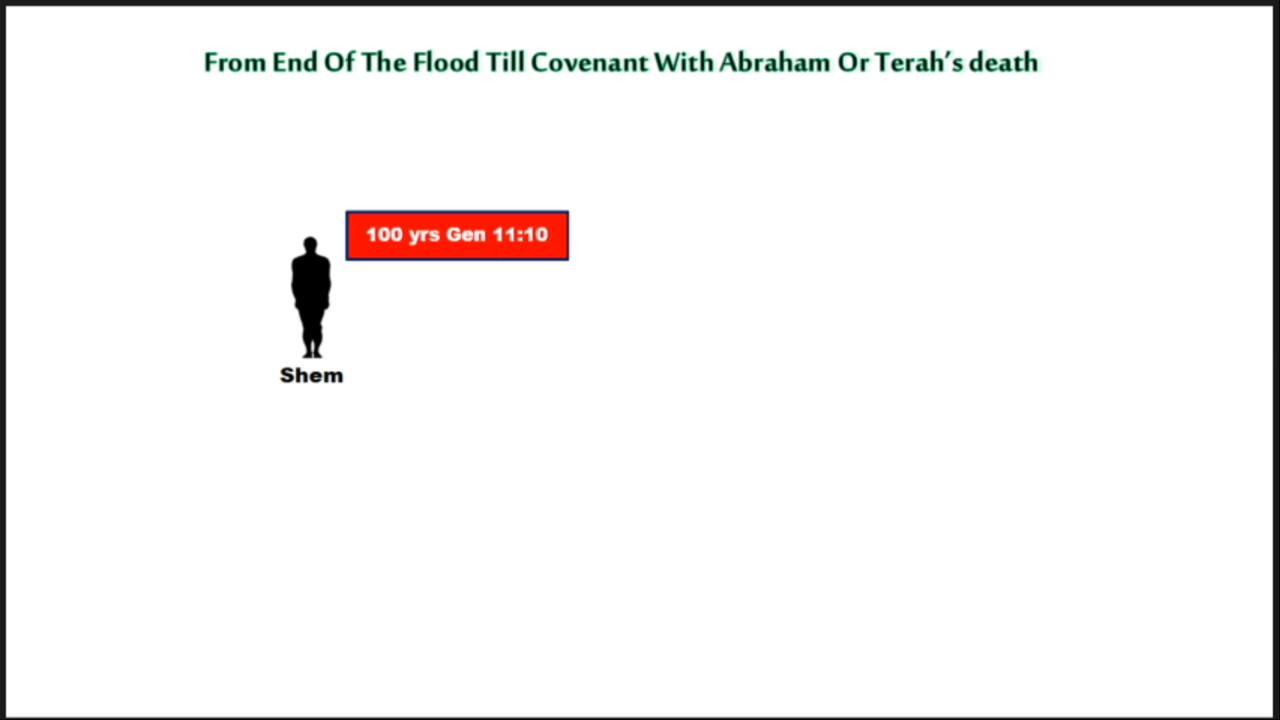 From End Of The Flood Till Covenant With Abraham Or Terah’s death
100 yrs Gen 11:10
Shem